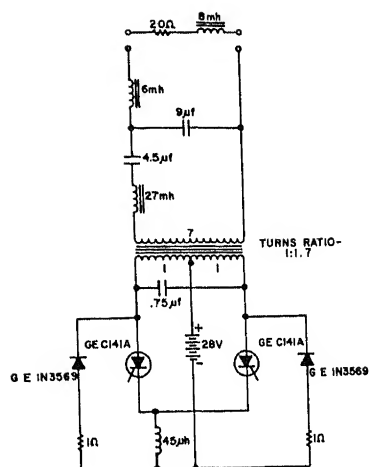 8mh
20Ω
6mh
9µf
4.5µf
27mh
7
TURNS RATIO-
1:1.7
1 1
.75µf
+
GE C141A
28V
GE C141A
-
G E IN3569
G E IN3569
1Ω
45µh
1Ω